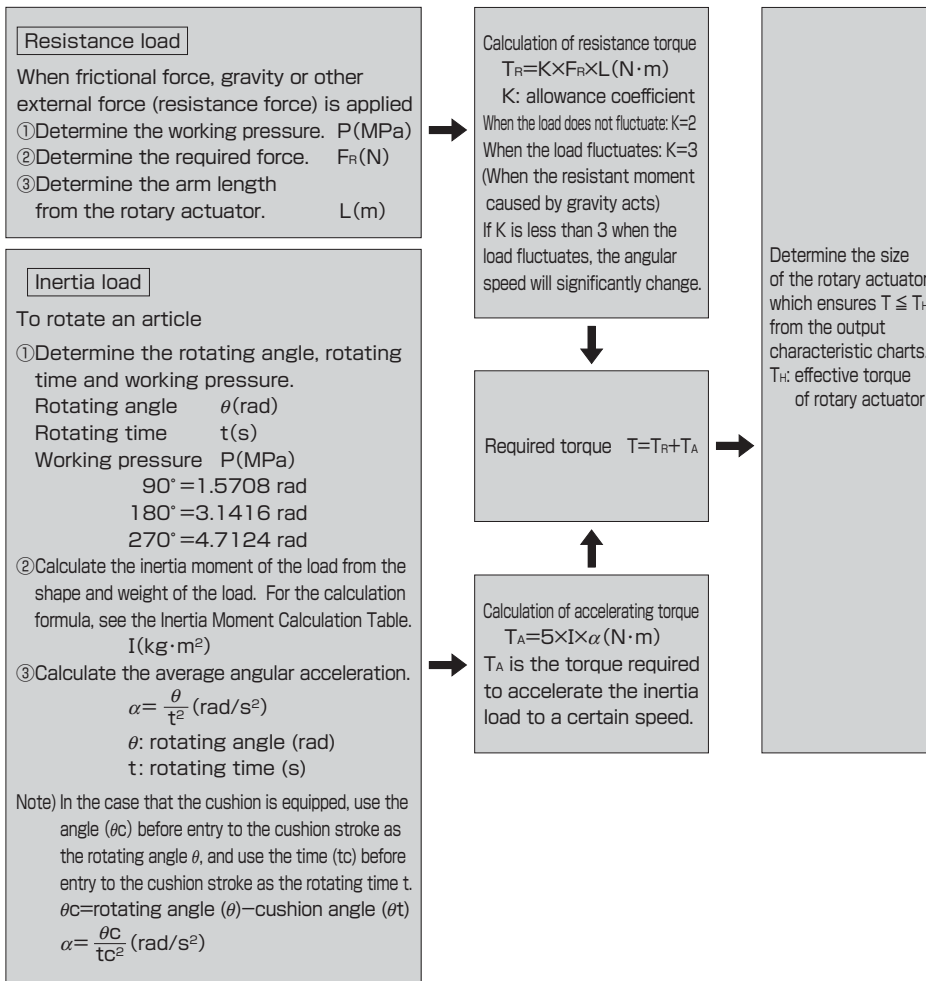 Resistance load
When frictional force, gravity or other
external force (resistance force) is applied
①Determine the working pressure. P(MPa)
②Determine the required force. FR(N)
③Determine the arm length
from the rotary actuator. L(m)
Inertia load
To rotate an article
①Determine the rotating angle, rotating
time and working pressure.
Rotating angle θ(rad)
Rotating time t(s)
Working pressure P(MPa)
90°=1.5708 rad
180°=3.1416 rad
270°=4.7124 rad
②Calculate the inertia moment of the load from the
shape and weight of the load. For the calculation
formula, see the Inertia Moment Calculation Table.
I(kg·m²)
③Calculate the average angular acceleration.
α= θ/t² (rad/s²)
θ: rotating angle (rad)
t: rotating time (s)
Note) In the case that the cushion is equipped, use the
angle (θc) before entry to the cushion stroke as
the rotating angle θ, and use the time (tc) before
entry to the cushion stroke as the rotating time t.
θc=rotating angle (θ)−cushion angle (θt)
α= θc/tc² (rad/s²)
Calculation of resistance torque
TR=K×FR×L(N·m)
K: allowance coefficient
When the load does not fluctuate: K=2
When the load fluctuates: K=3
(When the resistant moment
caused by gravity acts)
If K is less than 3 when the
load fluctuates, the angular
speed will significantly change.
Required torque T=TR+TA
Calculation of accelerating torque
TA=5×I×α(N·m)
TA is the torque required
to accelerate the inertia
load to a certain speed.
Determine the size
of the rotary actuator
which ensures T ≦ TH
from the output
characteristic charts.
TH: effective torque
of rotary actuator